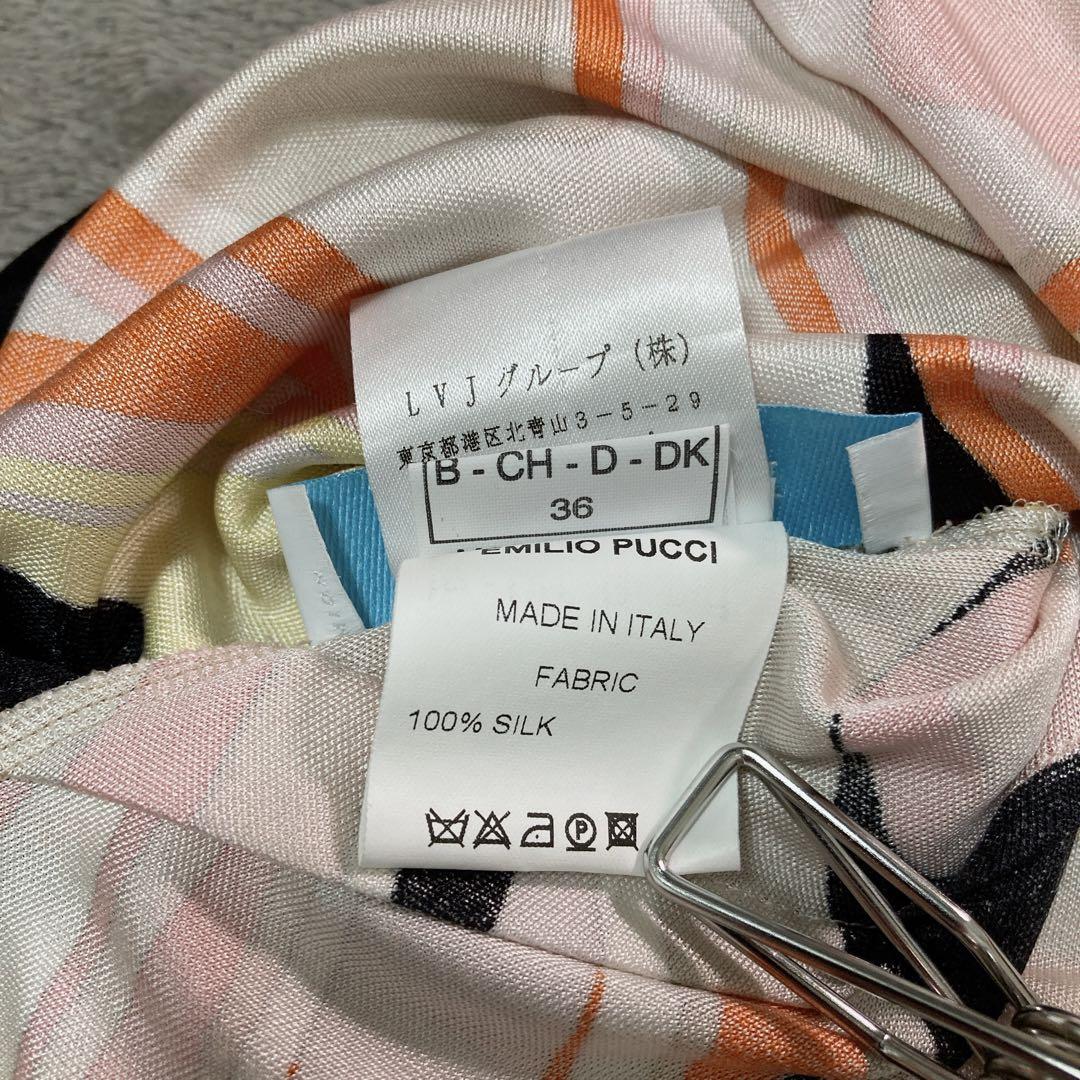 LVJグループ(株)
東京都港区北青山3-5-29
B - CH - D - DK
36
EMILIO PUCCI
MADE IN ITALY
FABRIC
100% SILK